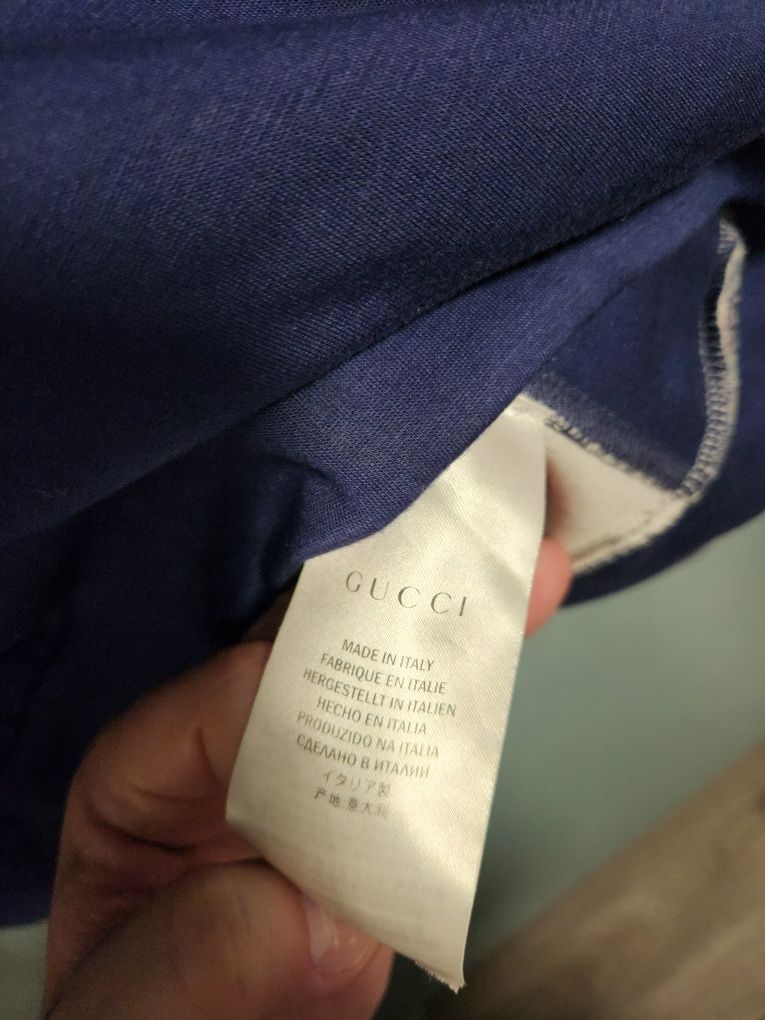 GUCCI
MADE IN ITALY
FABRIQUE EN ITALIE
HERGESTELLT IN ITALIEN
HECHO EN ITALIA
PRODUZIDO NA ITALIA
СДЕЛАНО В ИТАЛИИ
イタリア製
产地:意大利